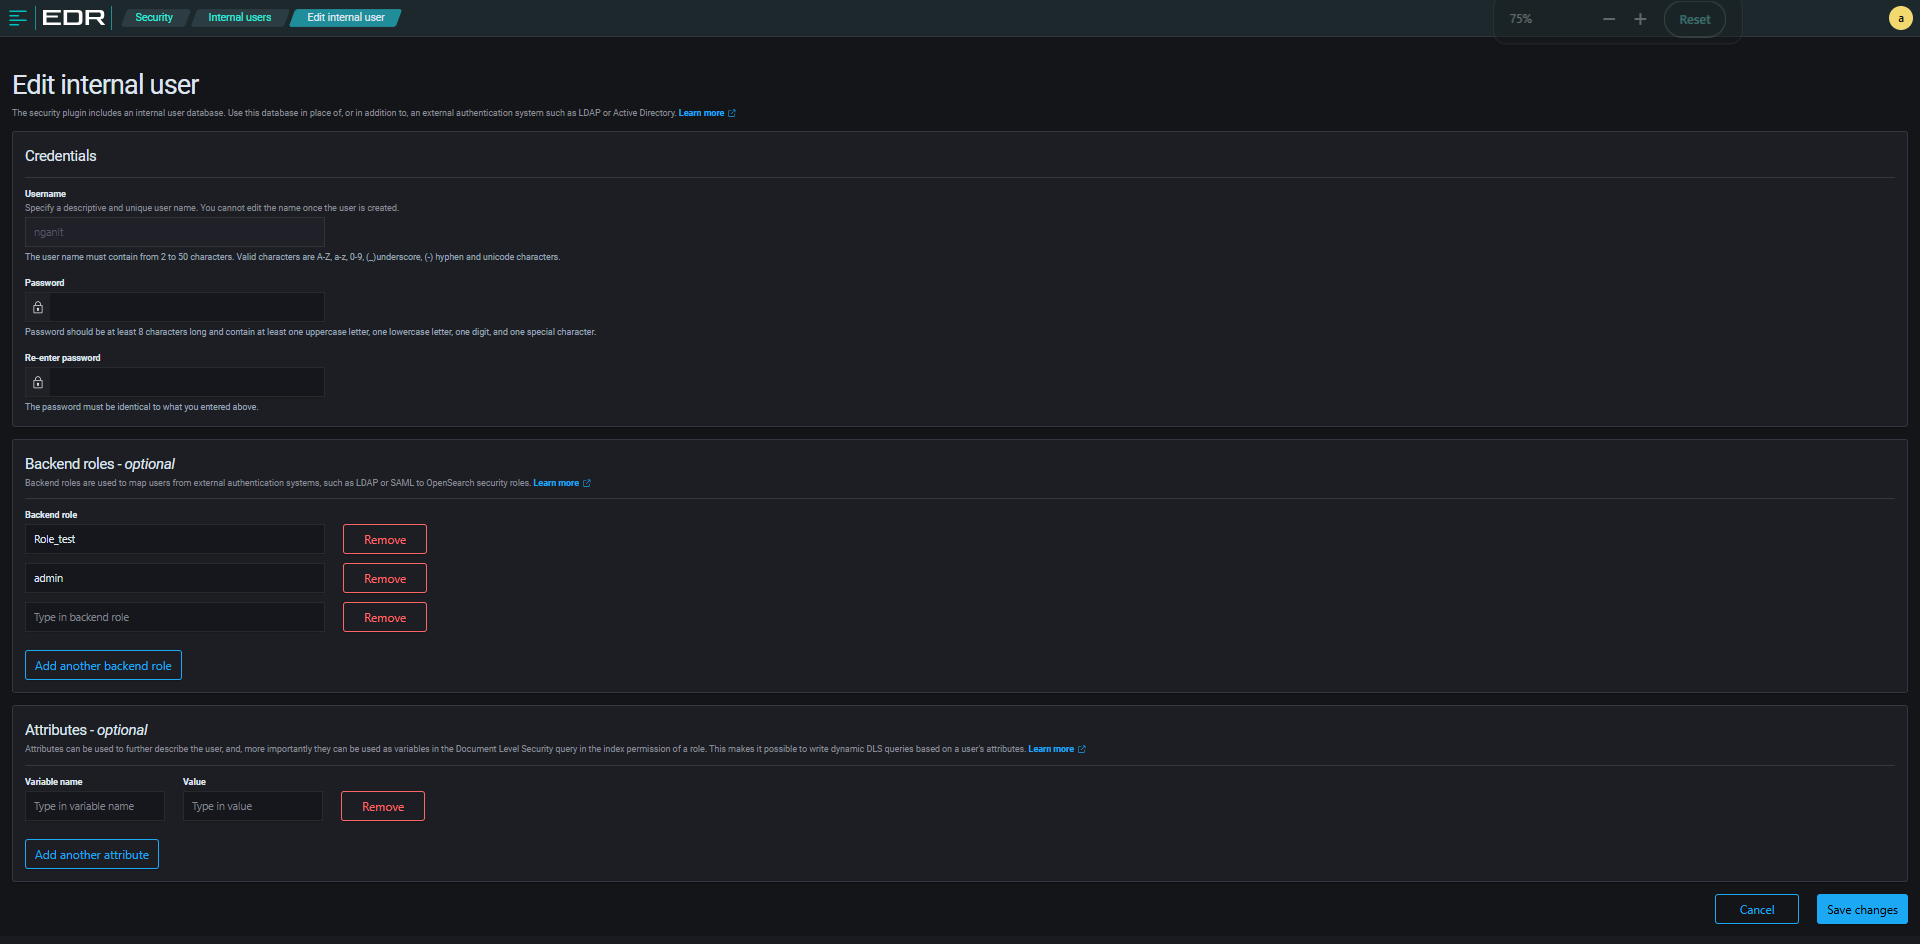 EDR Security Internal users Edit internal user 75% Reset a
Edit internal user
The security plugin includes an internal user database. Use this database in place of, or in addition to, an external authentication system such as LDAP or Active Directory. Learn more
Credentials
Username
Specify a descriptive and unique user name. You cannot edit the name once the user is created.
nganlt
The user name must contain from 2 to 50 characters. Valid characters are A-Z, a-z, 0-9, (_)underscore, (-) hyphen and unicode characters.
Password
Password should be at least 8 characters long and contain at least one uppercase letter, one lowercase letter, one digit, and one special character.
Re-enter password
The password must be identical to what you entered above.
Backend roles - optional
Backend roles are used to map users from external authentication systems, such as LDAP or SAML to OpenSearch security roles. Learn more
Backend role
Role_test Remove
admin Remove
Type in backend role Remove
Add another backend role
Attributes - optional
Attributes can be used to further describe the user, and, more importantly they can be used as variables in the Document Level Security query in the index permission of a role. This makes it possible to write dynamic DLS queries based on a user's attributes. Learn more
Variable name Value
Type in variable name Type in value Remove
Add another attribute
Cancel Save changes